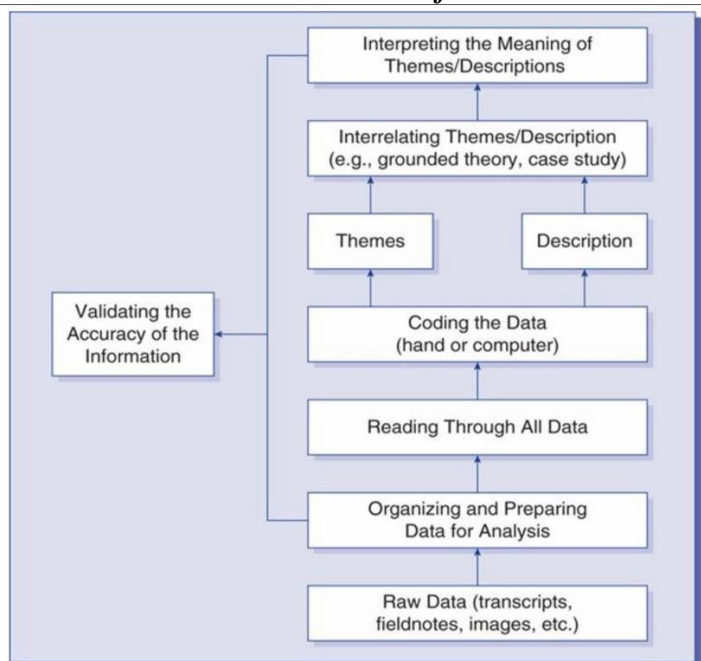 Interpreting the Meaning of
Themes/Descriptions
Interrelating Themes/Description
(e.g., grounded theory, case study)
Themes
Description
Validating the
Accuracy of the
Information
Coding the Data
(hand or computer)
Reading Through All Data
Organizing and Preparing
Data for Analysis
Raw Data (transcripts,
fieldnotes, images, etc.)